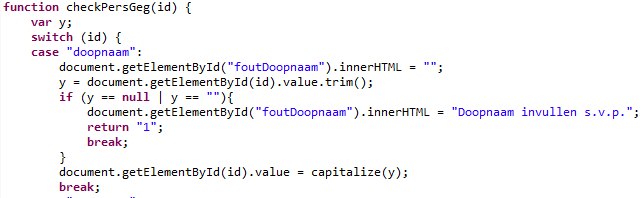 function checkPersGeg(id) {
    var y;
    switch (id) {
    case "doopnaam":
        document.getElementById("foutDoopnaam").innerHTML = "";
        y = document.getElementById(id).value.trim();
        if (y == null | y == ""){
            document.getElementById("foutDoopnaam").innerHTML = "Doopnaam invullen s.v.p.";
            return "1";
            break;
        }
        document.getElementById(id).value = capitalize(y);
        break;